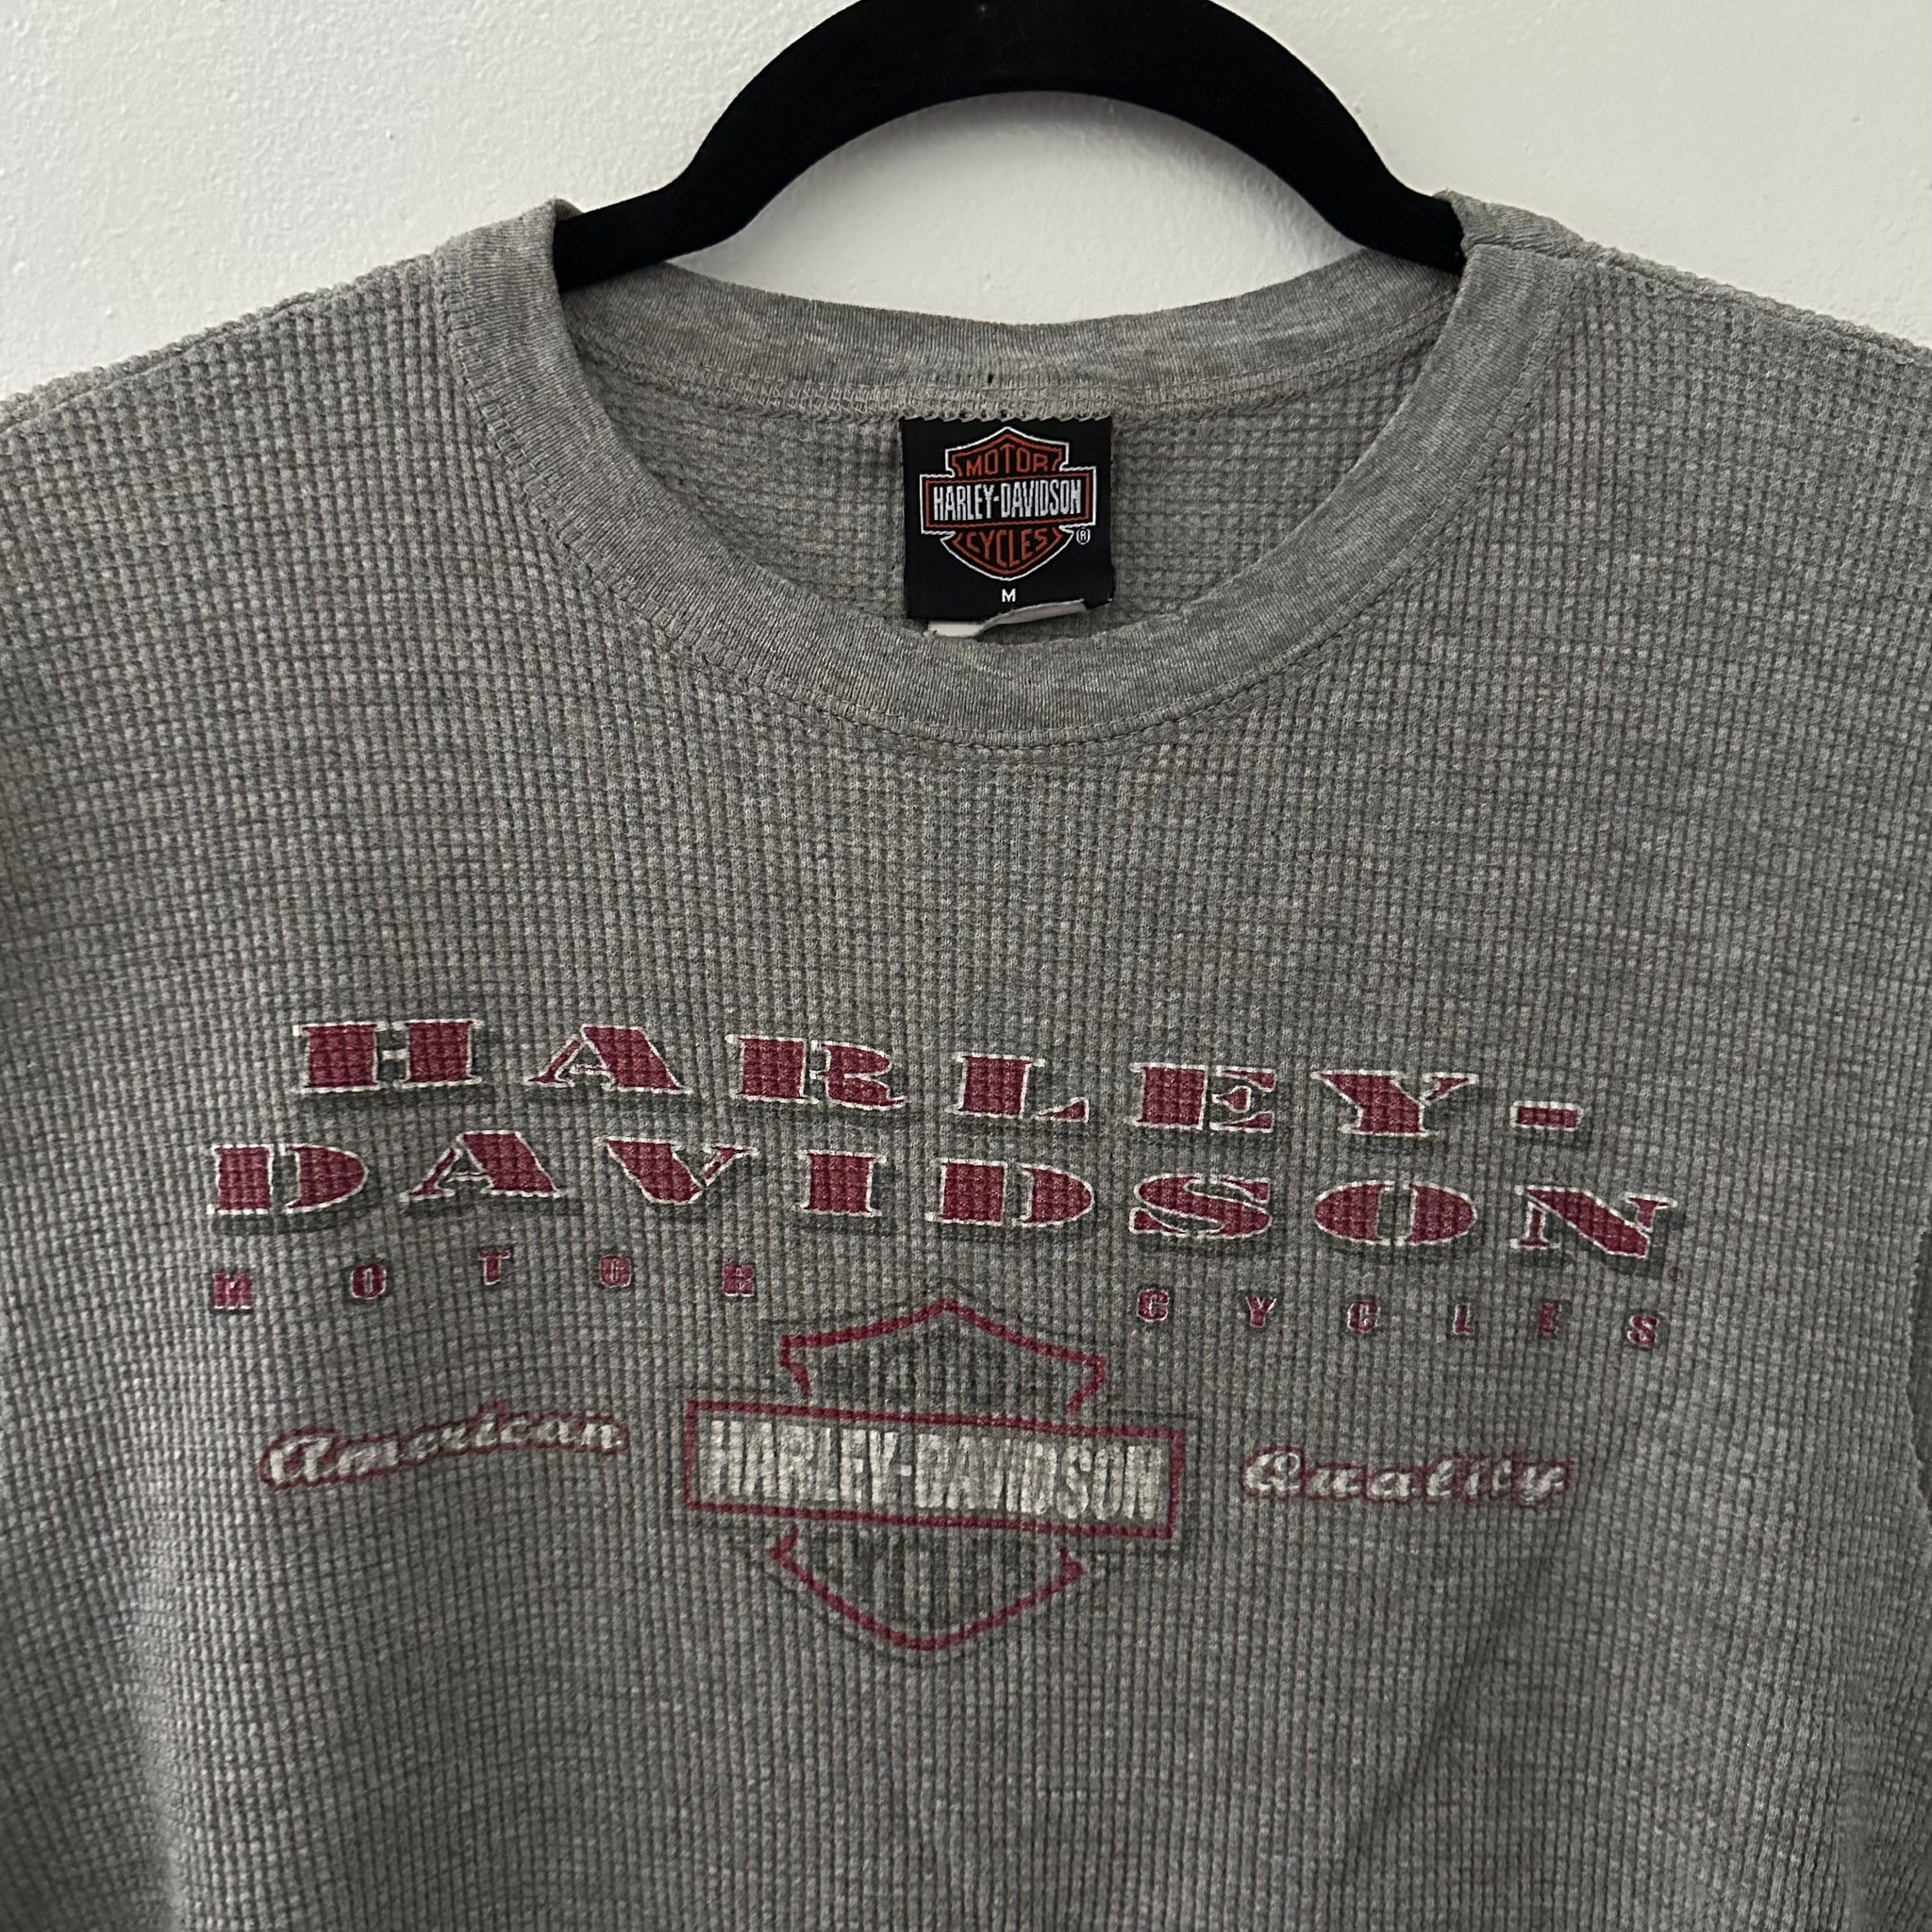 MOTOR
HARLEY-DAVIDSON
CYCLES ®
M
HARLEY-
DAVIDSON
MOTOR CYCLES
American HARLEY-DAVIDSON Quality